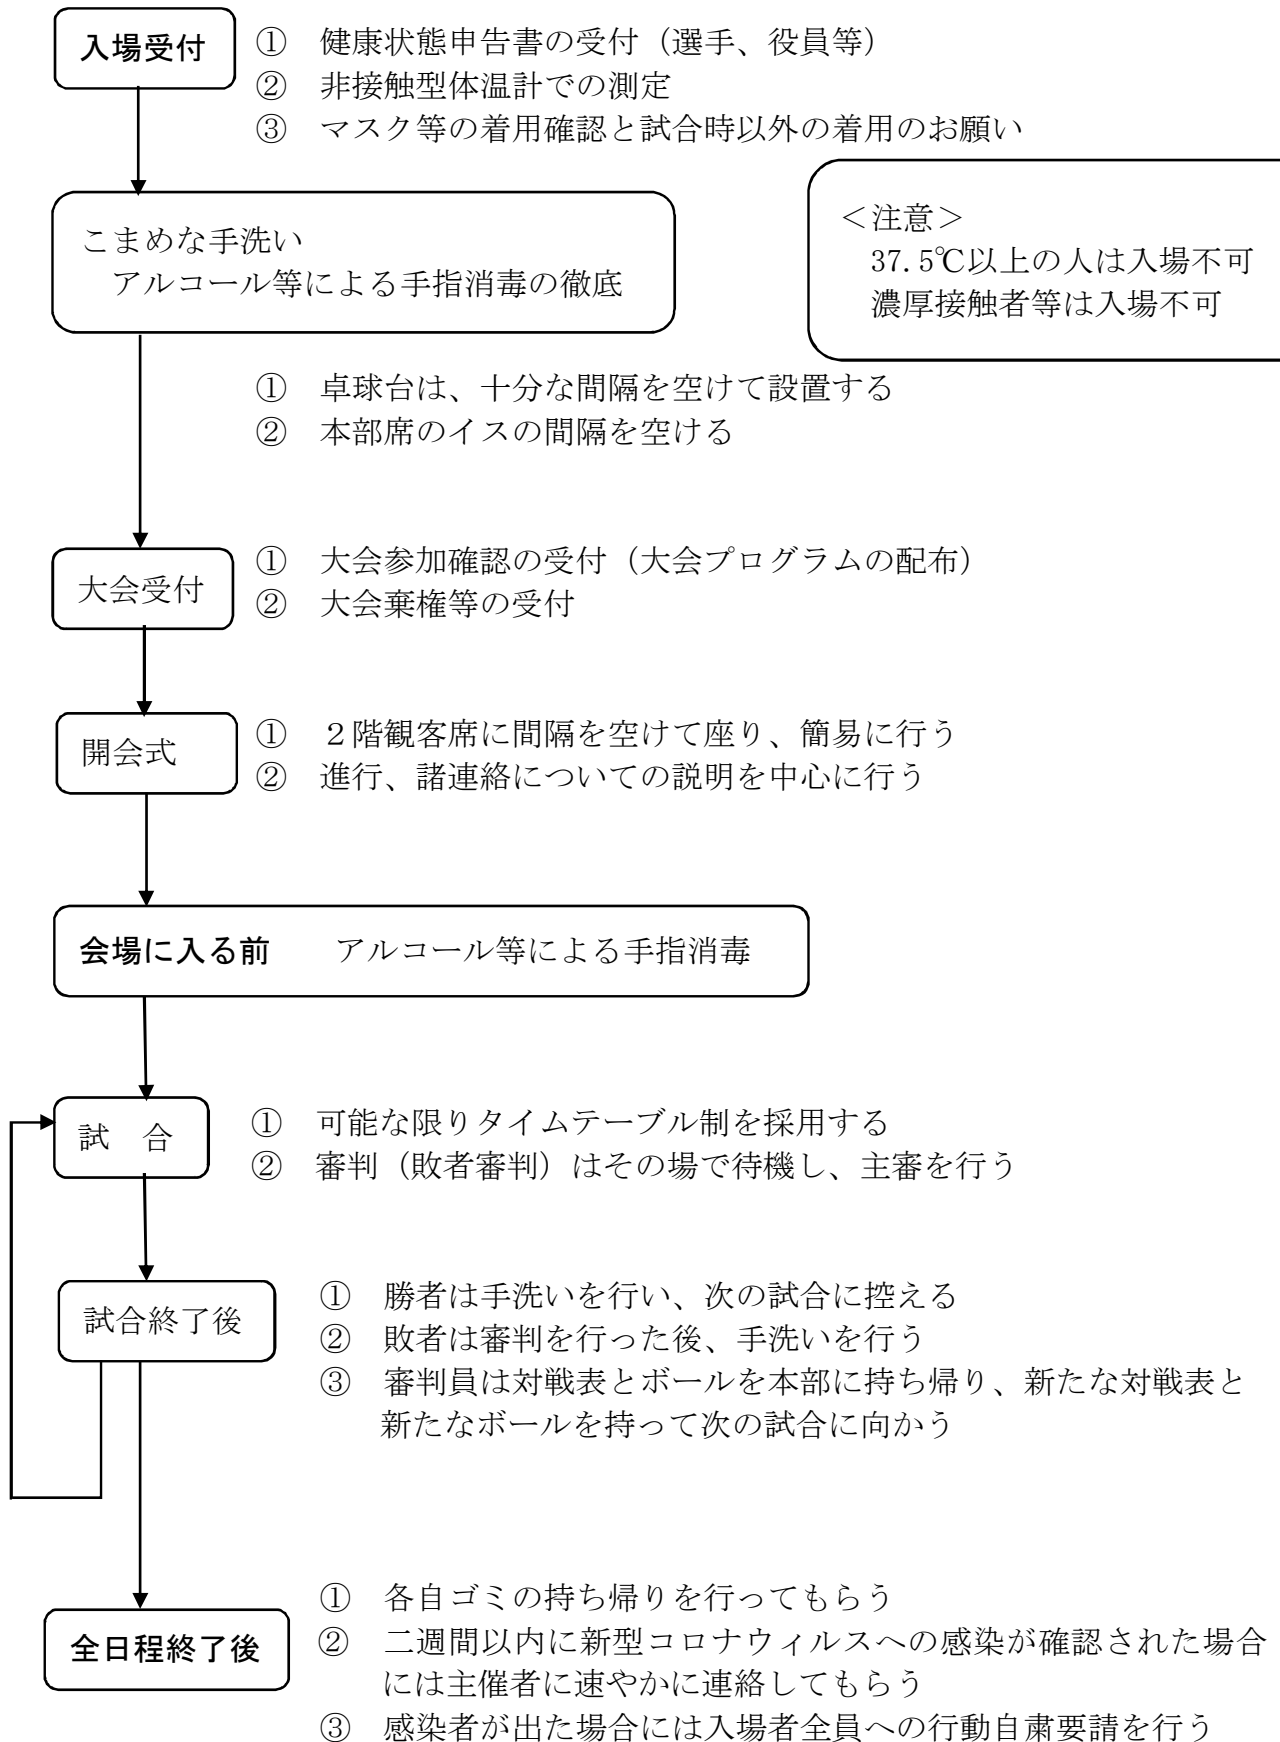 入場受付
① 健康状態申告書の受付（選手、役員等）
② 非接触型体温計での測定
③ マスク等の着用確認と試合時以外の着用のお願い
＜注意＞
37.5℃以上の人は入場不可
濃厚接触者等は入場不可
こまめな手洗い
アルコール等による手指消毒の徹底
① 卓球台は、十分な間隔を空けて設置する
② 本部席のイスの間隔を空ける
大会受付
① 大会参加確認の受付（大会プログラムの配布）
② 大会棄権等の受付
開会式
① ２階観客席に間隔を空けて座り、簡易に行う
② 進行、諸連絡についての説明を中心に行う
会場に入る前 アルコール等による手指消毒
試 合
① 可能な限りタイムテーブル制を採用する
② 審判（敗者審判）はその場で待機し、主審を行う
試合終了後
① 勝者は手洗いを行い、次の試合に控える
② 敗者は審判を行った後、手洗いを行う
③ 審判員は対戦表とボールを本部に持ち帰り、新たな対戦表と
新たなボールを持って次の試合に向かう
全日程終了後
① 各自ゴミの持ち帰りを行ってもらう
② 二週間以内に新型コロナウィルスへの感染が確認された場合
には主催者に速やかに連絡してもらう
③ 感染者が出た場合には入場者全員への行動自粛要請を行う